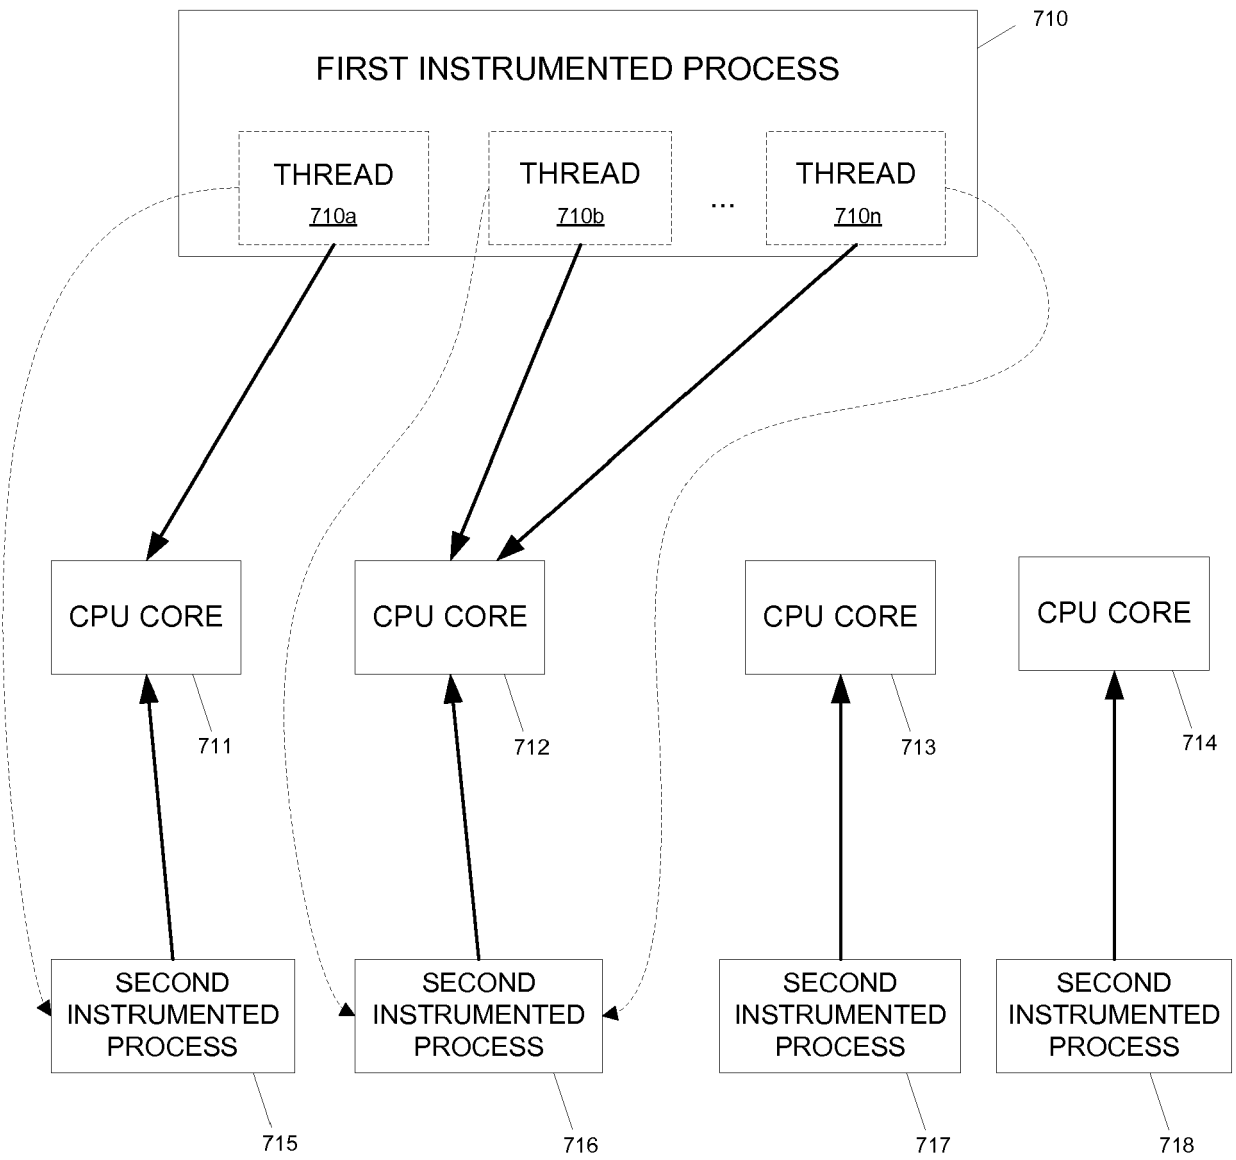 710
FIRST INSTRUMENTED PROCESS
THREAD
710a
THREAD
710b
...
THREAD
710n
CPU CORE
711
CPU CORE
712
CPU CORE
713
CPU CORE
714
SECOND
INSTRUMENTED
PROCESS
715
SECOND
INSTRUMENTED
PROCESS
716
SECOND
INSTRUMENTED
PROCESS
717
SECOND
INSTRUMENTED
PROCESS
718